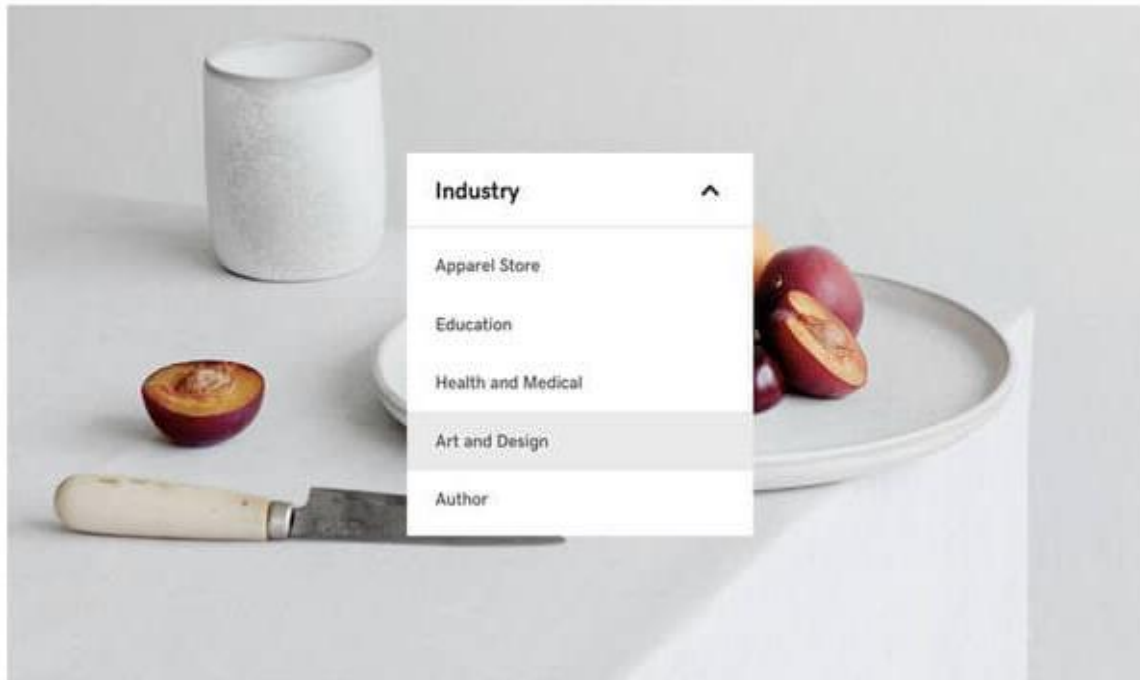 Industry
Apparel Store
Education
Health and Medical
Art and Design
Author